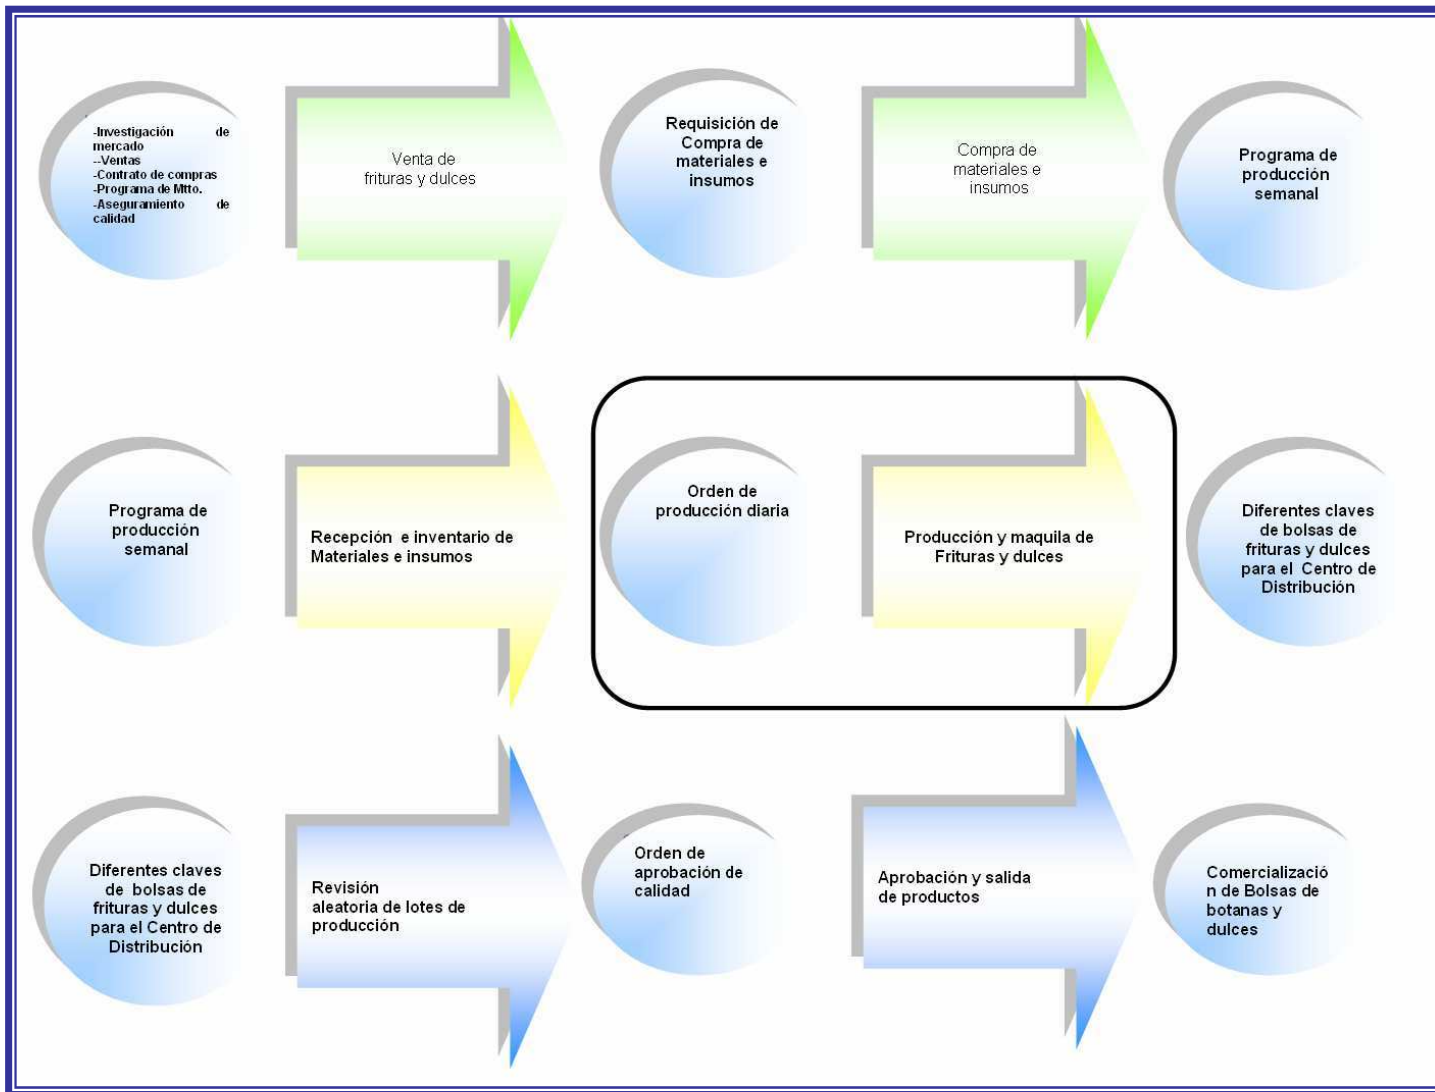 -Investigación de
mercado
--Ventas
-Contrato de compras
-Programa de Mtto.
-Aseguramiento de
calidad
Venta de
frituras y dulces
Requisición de
Compra de
materiales e
insumos
Compra de
materiales e
insumos
Programa de
producción
semanal
Programa de
producción
semanal
Recepción e inventario de
Materiales e insumos
Orden de
producción diaria
Producción y maquila de
Frituras y dulces
Diferentes claves
de bolsas de
frituras y dulces
para el Centro de
Distribución
Diferentes claves
de bolsas de
frituras y dulces
para el Centro de
Distribución
Revisión
aleatoria de lotes de
producción
Orden de
aprobación de
calidad
Aprobación y salida
de productos
Comercializació
n de Bolsas de
botanas y
dulces